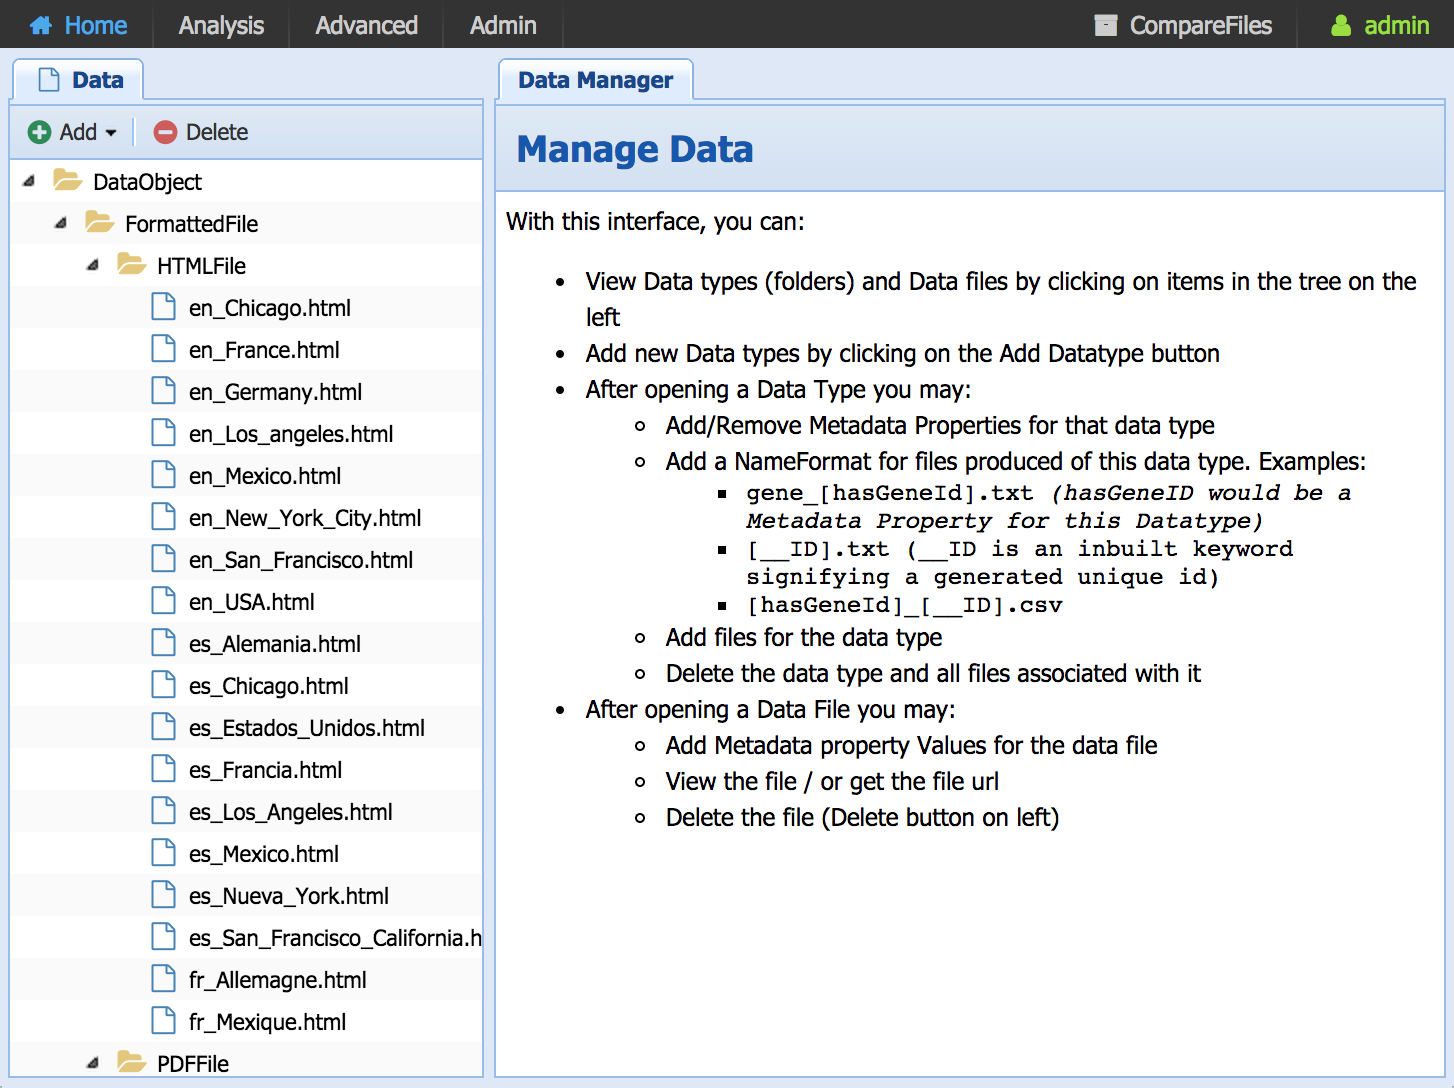 Home Analysis Advanced Admin CompareFiles admin
Data
Add Delete
DataObject
FormattedFile
HTMLFile
en_Chicago.html
en_France.html
en_Germany.html
en_Los_angeles.html
en_Mexico.html
en_New_York_City.html
en_San_Francisco.html
en_USA.html
es_Alemania.html
es_Chicago.html
es_Estados_Unidos.html
es_Francia.html
es_Los_Angeles.html
es_Mexico.html
es_Nueva_York.html
es_San_Francisco_California.h
fr_Allemagne.html
fr_Mexique.html
PDFFile
Data Manager
Manage Data
With this interface, you can:
View Data types (folders) and Data files by clicking on items in the tree on the
left
Add new Data types by clicking on the Add Datatype button
After opening a Data Type you may:
Add/Remove Metadata Properties for that data type
Add a NameFormat for files produced of this data type. Examples:
gene_[hasGeneId].txt (hasGeneID would be a
Metadata Property for this Datatype)
[__ID].txt (__ID is an inbuilt keyword
signifying a generated unique id)
[hasGeneId]_[__ID].csv
Add files for the data type
Delete the data type and all files associated with it
After opening a Data File you may:
Add Metadata property Values for the data file
View the file / or get the file url
Delete the file (Delete button on left)